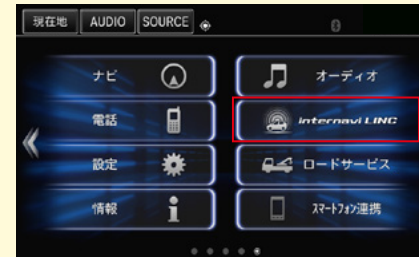 現在地 AUDIO SOURCE
ナビ オーディオ
電話 internavi LINC
設定 ロードサービス
情報 スマートフォン連携